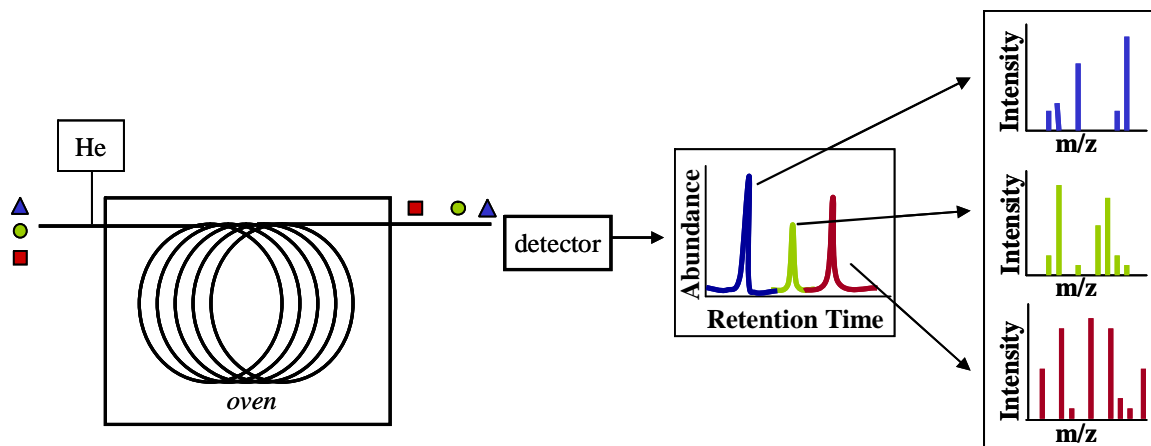 He
oven
detector
Abundance
Retention Time
Intensity
m/z
Intensity
m/z
Intensity
m/z